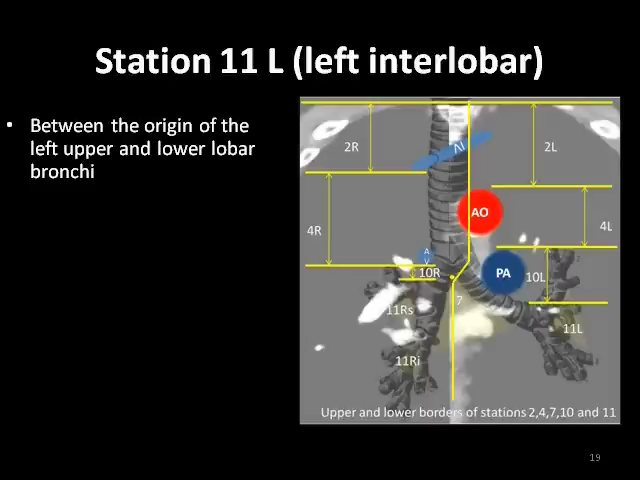 Station 11 L (left interlobar)
• Between the origin of the
left upper and lower lobar
bronchi
2R
IV
2L
AO
4R
4L
A
V
10R
PA
10L
7
11Rs
11L
11Ri
Upper and lower borders of stations 2,4,7,10 and 11
19